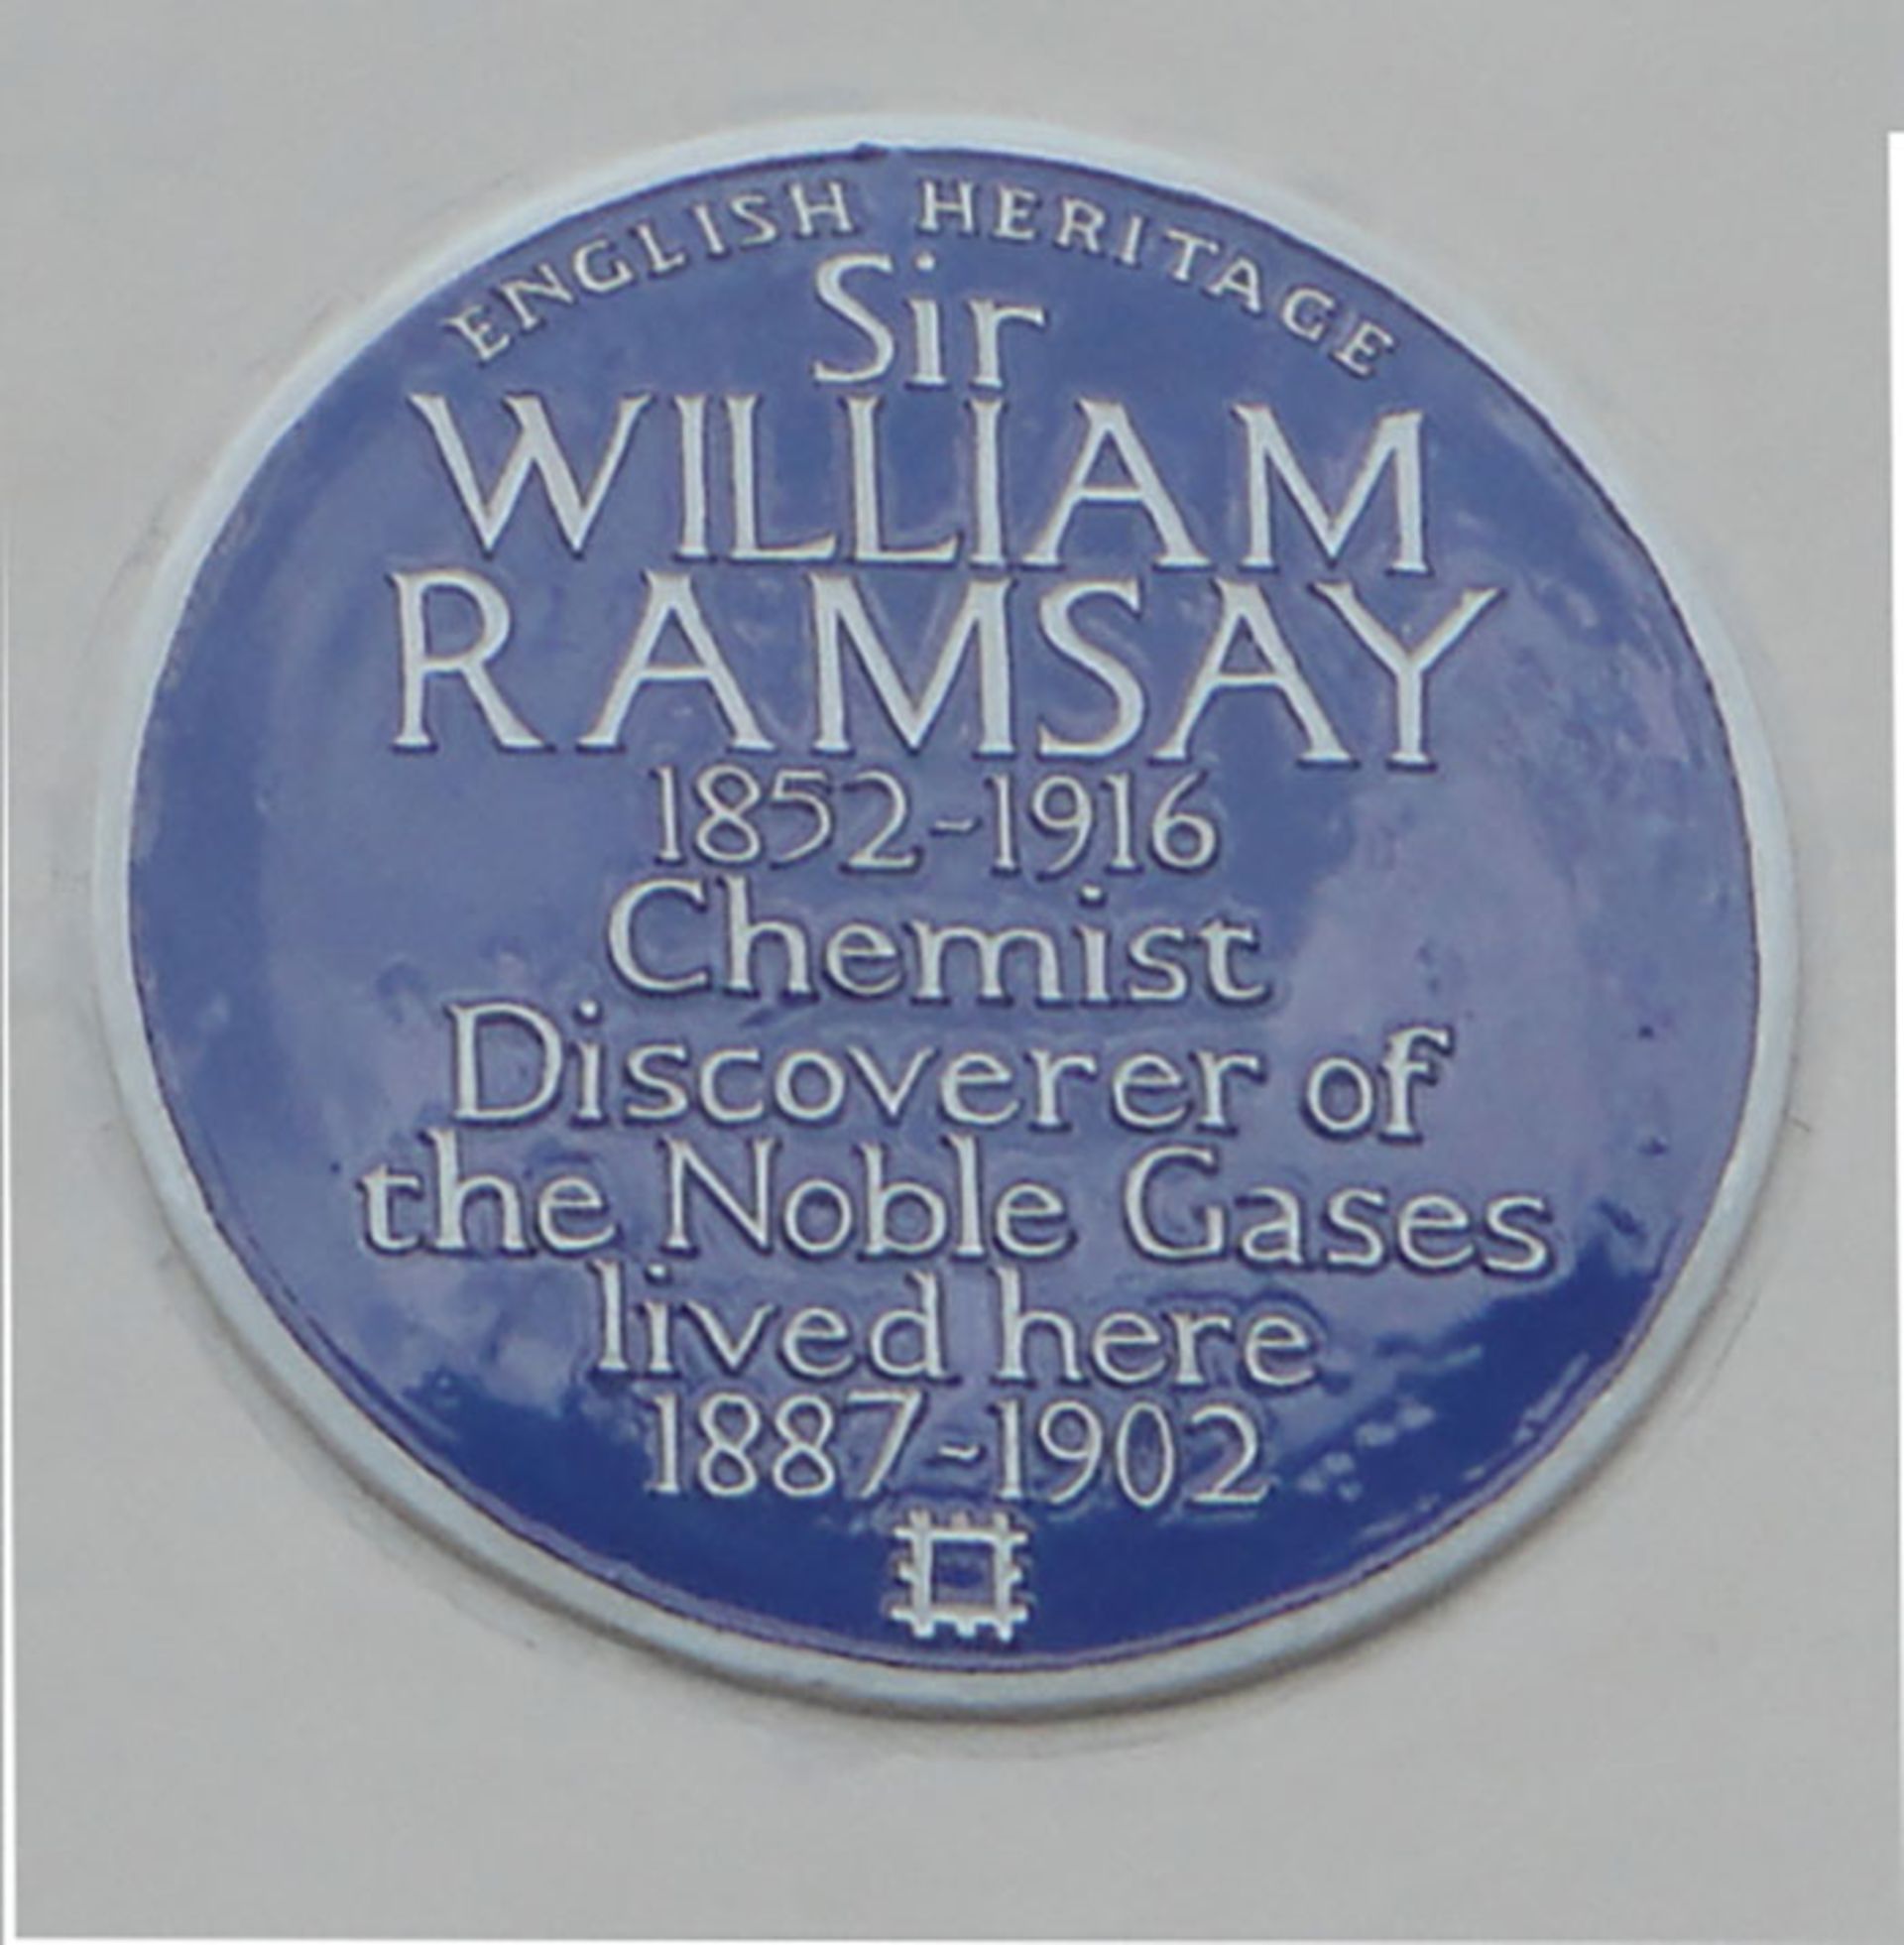 ENGLISH HERITAGE
Sir
WILLIAM
RAMSAY
1852-1916
Chemist
Discoverer of
the Noble Gases
lived here
1887-1902